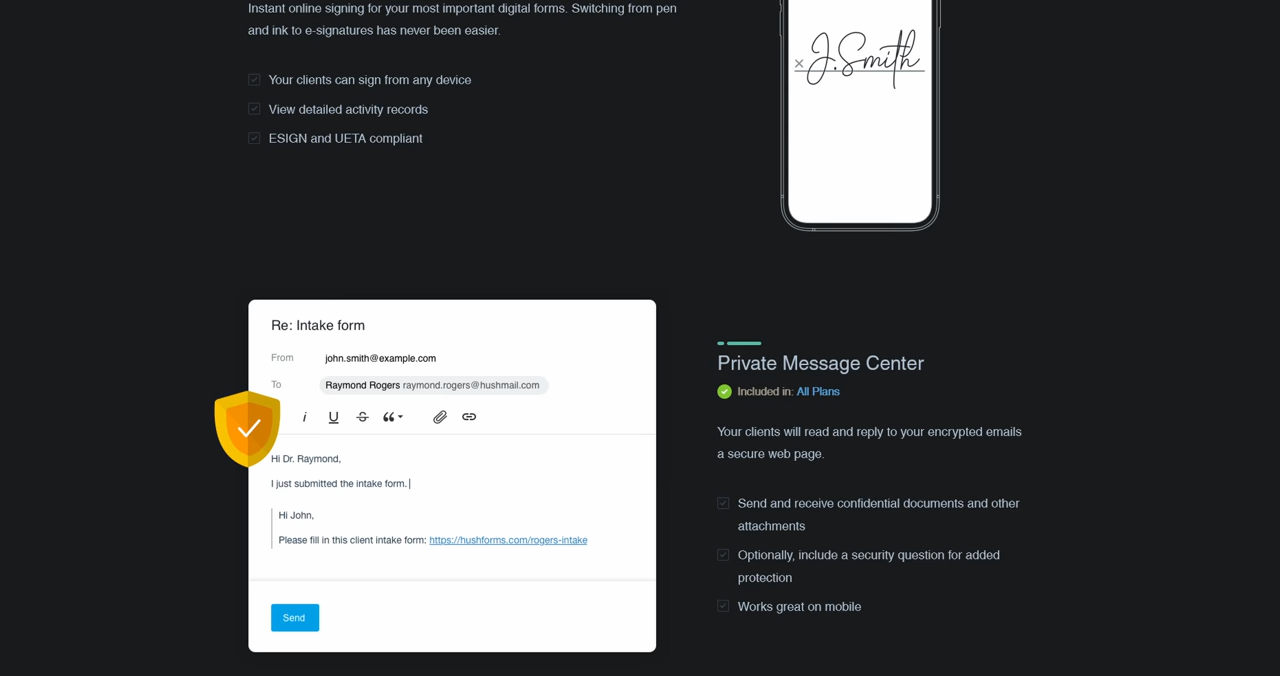 Instant online signing for your most important digital forms. Switching from pen
and ink to e-signatures has never been easier.
Your clients can sign from any device
View detailed activity records
ESIGN and UETA compliant
J.Smith
Re: Intake form
From john.smith@example.com
To Raymond Rogers raymond.rogers@hushmail.com
i U S
Hi Dr. Raymond,
I just submitted the intake form.
Hi John,
Please fill in this client intake form: https://hushforms.com/rogers-intake
Send
Private Message Center
Included in: All Plans
Your clients will read and reply to your encrypted emails
a secure web page.
Send and receive confidential documents and other
attachments
Optionally, include a security question for added
protection
Works great on mobile